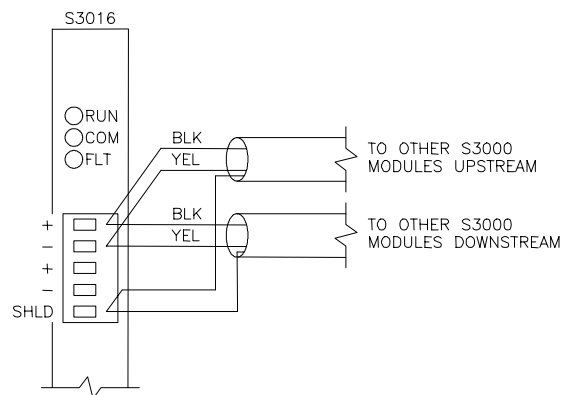 S3016
RUN
COM
FLT
BLK
YEL
TO OTHER S3000
MODULES UPSTREAM
BLK
YEL
TO OTHER S3000
MODULES DOWNSTREAM
+
−
+
−
SHLD